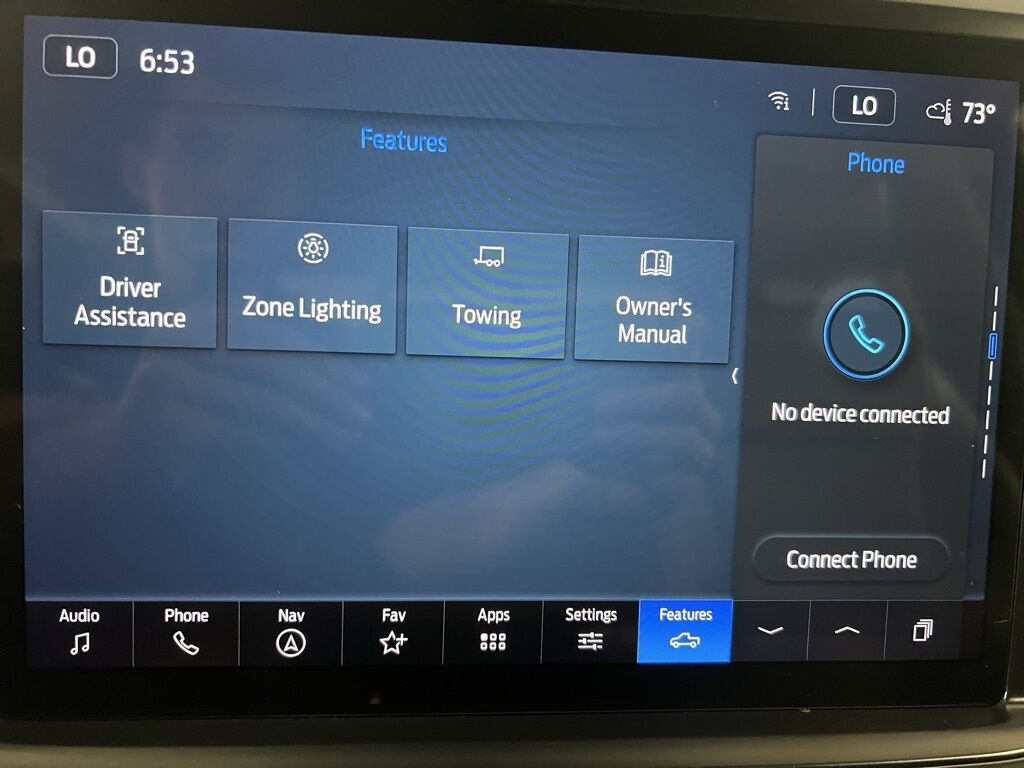 LO 6:53
LO 73°
Features
Phone
Driver
Assistance
Zone Lighting
Towing
Owner's
Manual
No device connected
Connect Phone
Audio Phone Nav Fav Apps Settings Features